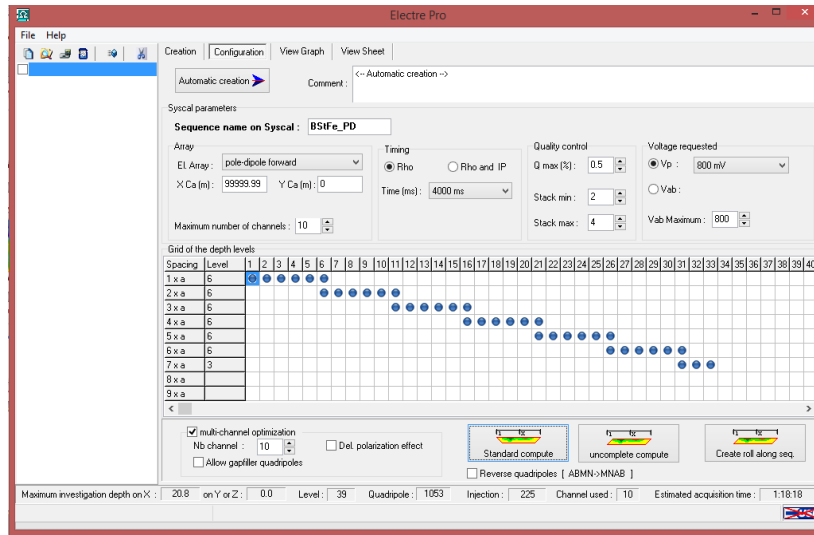 Electre Pro
File Help
Creation Configuration View Graph View Sheet
Automatic creation Comment : <-- Automatic creation -->
Syscal parameters
Sequence name on Syscal : BStFe_PD
Array
El. Array : pole-dipole forward
X Ca (m) : 99999.99 Y Ca (m) : 0
Maximum number of channels : 10
Timing
Rho Rho and IP
Time (ms) : 4000 ms
Quality control
Q max (%) : 0.5
Stack min : 2
Stack max : 4
Voltage requested
Vp : 800 mV
Vab :
Vab Maximum : 800
Grid of the depth levels
Spacing Level 1 2 3 4 5 6 7 8 9 10 11 12 13 14 15 16 17 18 19 20 21 22 23 24 25 26 27 28 29 30 31 32 33 34 35 36 37 38 39 40
1 x a 6
2 x a 6
3 x a 6
4 x a 6
5 x a 6
6 x a 6
7 x a 3
8 x a
9 x a
multi-channel optimization
Nb channel : 10 Del. polarization effect
Allow gapfiller quadripoles
Standard compute uncomplete compute Create roll along seq.
Reverse quadripoles [ ABMN->MNAB ]
Maximum investigation depth on X : 20.8 on Y or Z : 0.0 Level : 39 Quadripole : 1053 Injection : 225 Channel used : 10 Estimated acquisition time : 1:18:18